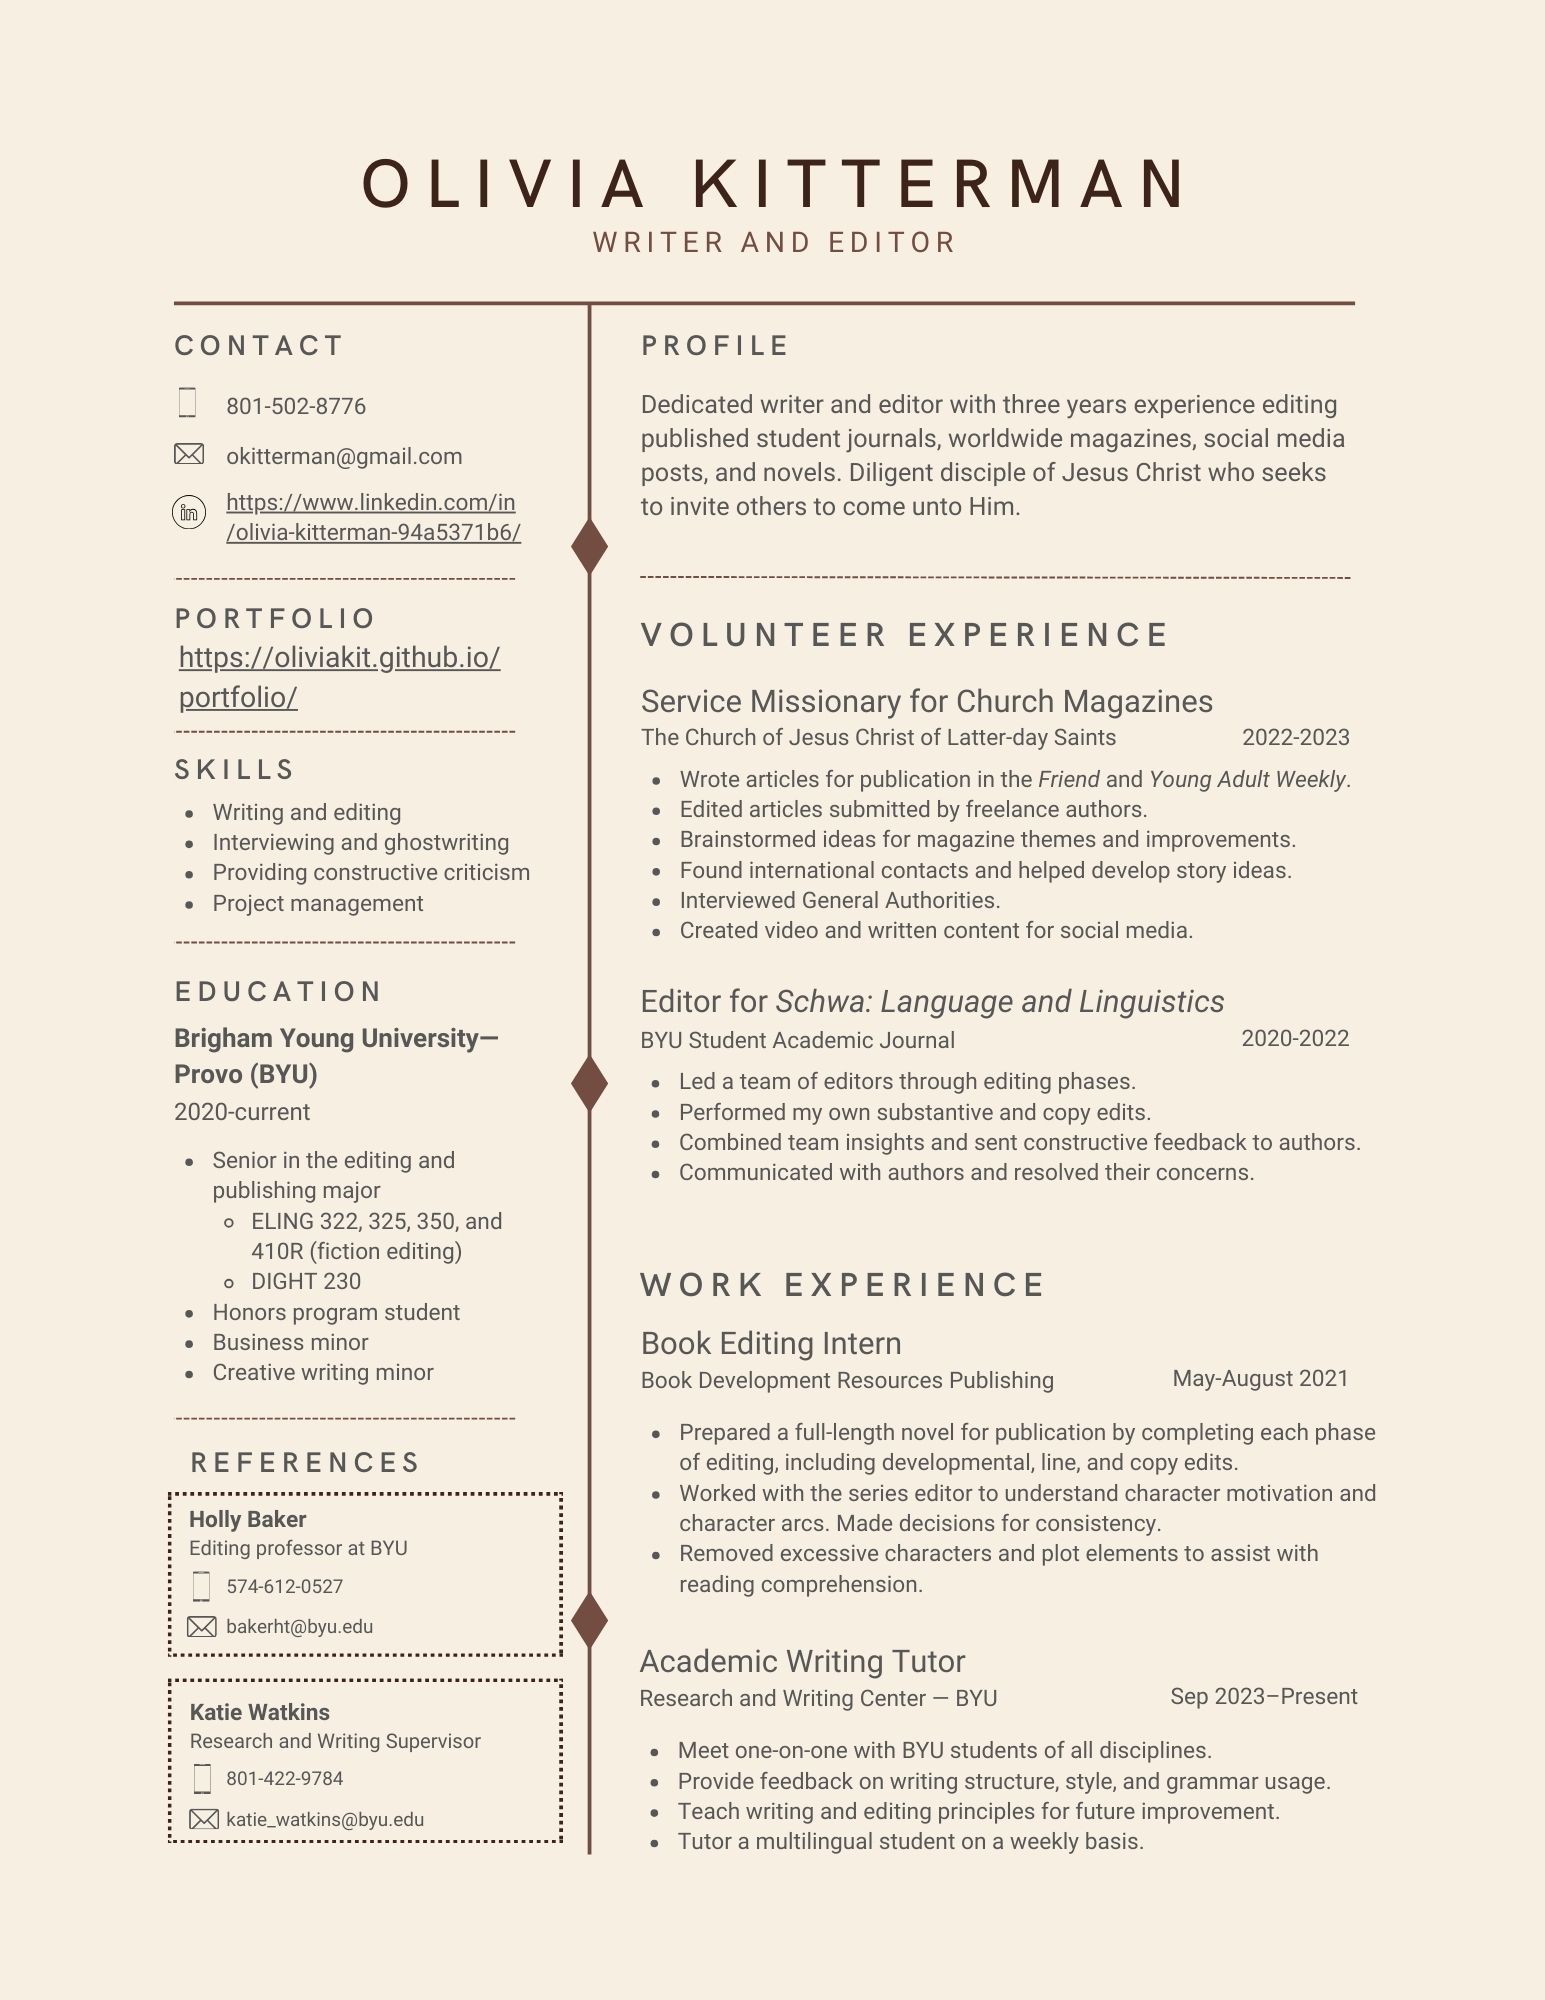 OLIVIA KITTERMAN
WRITER AND EDITOR
CONTACT
801-502-8776
okitterman@gmail.com
https://www.linkedin.com/in
/olivia-kitterman-94a5371b6/
PORTFOLIO
https://oliviakit.github.io/
portfolio/
SKILLS
• Writing and editing
• Interviewing and ghostwriting
• Providing constructive criticism
• Project management
EDUCATION
Brigham Young University—
Provo (BYU)
2020-current
• Senior in the editing and
publishing major
◦ ELING 322, 325, 350, and
410R (fiction editing)
◦ DIGHT 230
• Honors program student
• Business minor
• Creative writing minor
REFERENCES
Holly Baker
Editing professor at BYU
574-612-0527
bakerht@byu.edu
Katie Watkins
Research and Writing Supervisor
801-422-9784
katie_watkins@byu.edu
PROFILE
Dedicated writer and editor with three years experience editing
published student journals, worldwide magazines, social media
posts, and novels. Diligent disciple of Jesus Christ who seeks
to invite others to come unto Him.
VOLUNTEER EXPERIENCE
Service Missionary for Church Magazines
The Church of Jesus Christ of Latter-day Saints 2022-2023
• Wrote articles for publication in the Friend and Young Adult Weekly.
• Edited articles submitted by freelance authors.
• Brainstormed ideas for magazine themes and improvements.
• Found international contacts and helped develop story ideas.
• Interviewed General Authorities.
• Created video and written content for social media.
Editor for Schwa: Language and Linguistics
BYU Student Academic Journal 2020-2022
• Led a team of editors through editing phases.
• Performed my own substantive and copy edits.
• Combined team insights and sent constructive feedback to authors.
• Communicated with authors and resolved their concerns.
WORK EXPERIENCE
Book Editing Intern
Book Development Resources Publishing May-August 2021
• Prepared a full-length novel for publication by completing each phase
of editing, including developmental, line, and copy edits.
• Worked with the series editor to understand character motivation and
character arcs. Made decisions for consistency.
• Removed excessive characters and plot elements to assist with
reading comprehension.
Academic Writing Tutor
Research and Writing Center — BYU Sep 2023–Present
• Meet one-on-one with BYU students of all disciplines.
• Provide feedback on writing structure, style, and grammar usage.
• Teach writing and editing principles for future improvement.
• Tutor a multilingual student on a weekly basis.